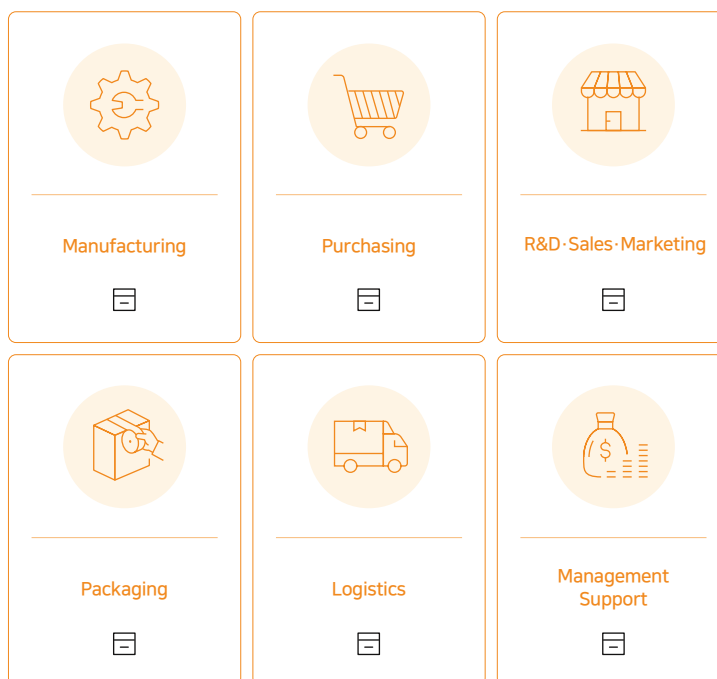 Manufacturing
Purchasing
R&D·Sales·Marketing
$
Packaging
Logistics
Management
Support